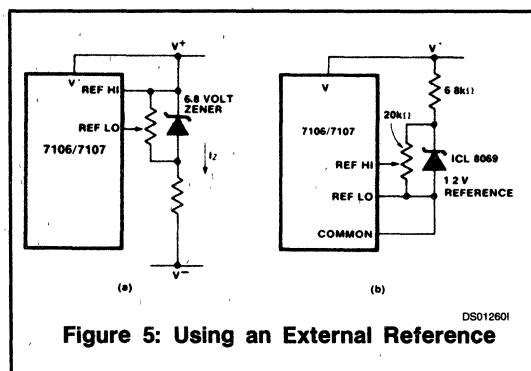 V+
V+
REF HI
6.8 VOLT
ZENER
REF LO
7106/7107
IZ
V−
(a)
V+
V
6 8kΩ
20kΩ
7106/7107
REF HI
ICL 8069
1 2 V
REFERENCE
REF LO
COMMON
(b)
DS01260I
Figure 5: Using an External Reference